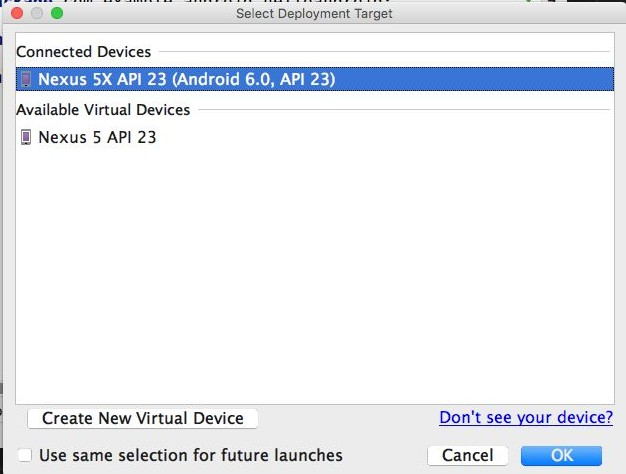 Select Deployment Target
Connected Devices
Nexus 5X API 23 (Android 6.0, API 23)
Available Virtual Devices
Nexus 5 API 23
Create New Virtual Device
Don't see your device?
Use same selection for future launches
Cancel
OK